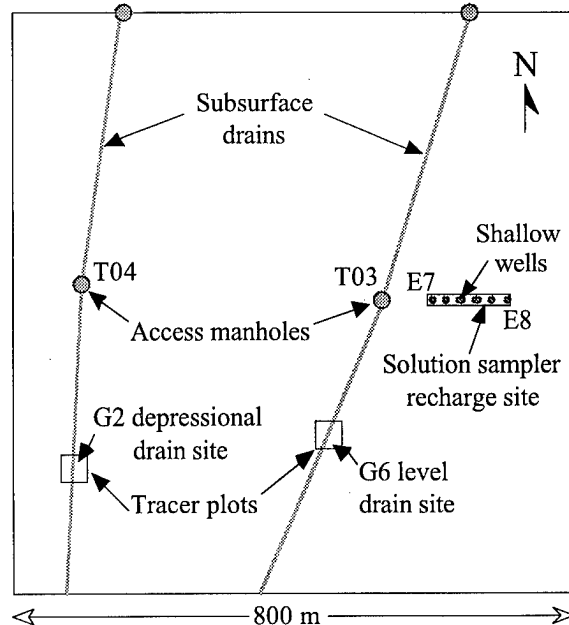 N
Subsurface
drains
T04
T03
E7
Shallow
wells
E8
Access manholes
Solution sampler
recharge site
G2 depressional
drain site
Tracer plots
G6 level
drain site
800 m